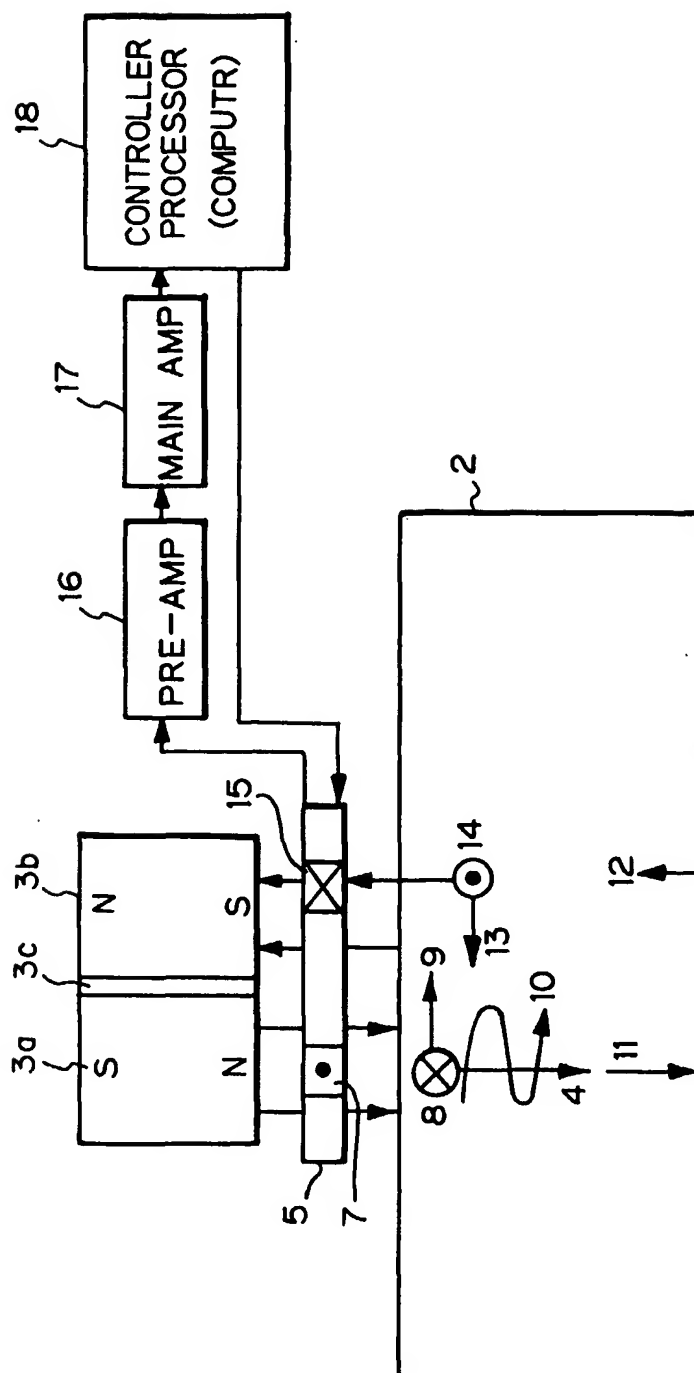 18
CONTROLLER
PROCESSOR
(COMPUTR)
17
MAIN AMP
16
PRE-AMP
3a
3c
3b
S
N
N
S
15
5
7
2
8
9
4
10
11
13
14
12